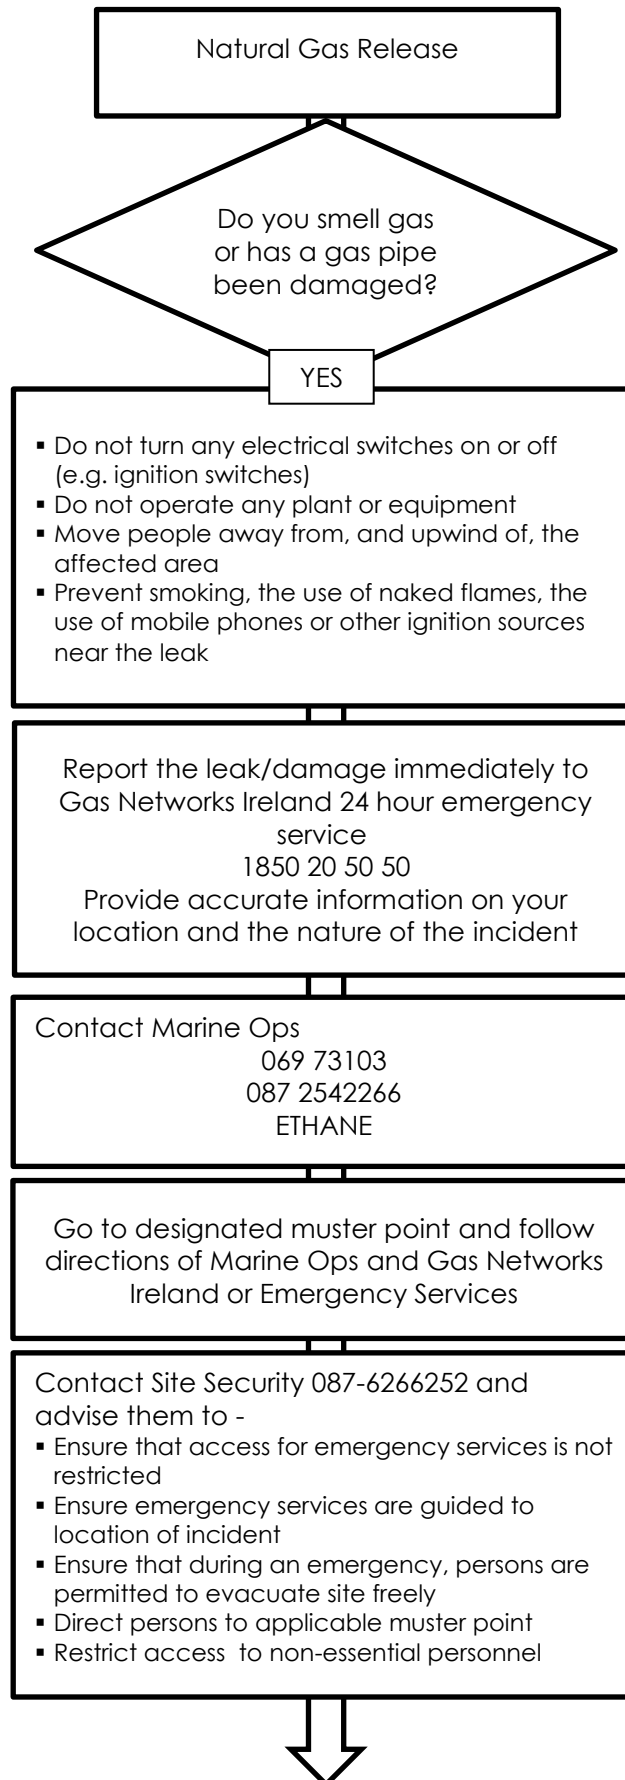 Natural Gas Release
Do you smell gas
or has a gas pipe
been damaged?
YES
▪ Do not turn any electrical switches on or off
(e.g. ignition switches)
▪ Do not operate any plant or equipment
▪ Move people away from, and upwind of, the
affected area
▪ Prevent smoking, the use of naked flames, the
use of mobile phones or other ignition sources
near the leak
Report the leak/damage immediately to
Gas Networks Ireland 24 hour emergency
service
1850 20 50 50
Provide accurate information on your
location and the nature of the incident
Contact Marine Ops
069 73103
087 2542266
ETHANE
Go to designated muster point and follow
directions of Marine Ops and Gas Networks
Ireland or Emergency Services
Contact Site Security 087-6266252 and
advise them to -
▪ Ensure that access for emergency services is not
restricted
▪ Ensure emergency services are guided to
location of incident
▪ Ensure that during an emergency, persons are
permitted to evacuate site freely
▪ Direct persons to applicable muster point
▪ Restrict access to non-essential personnel